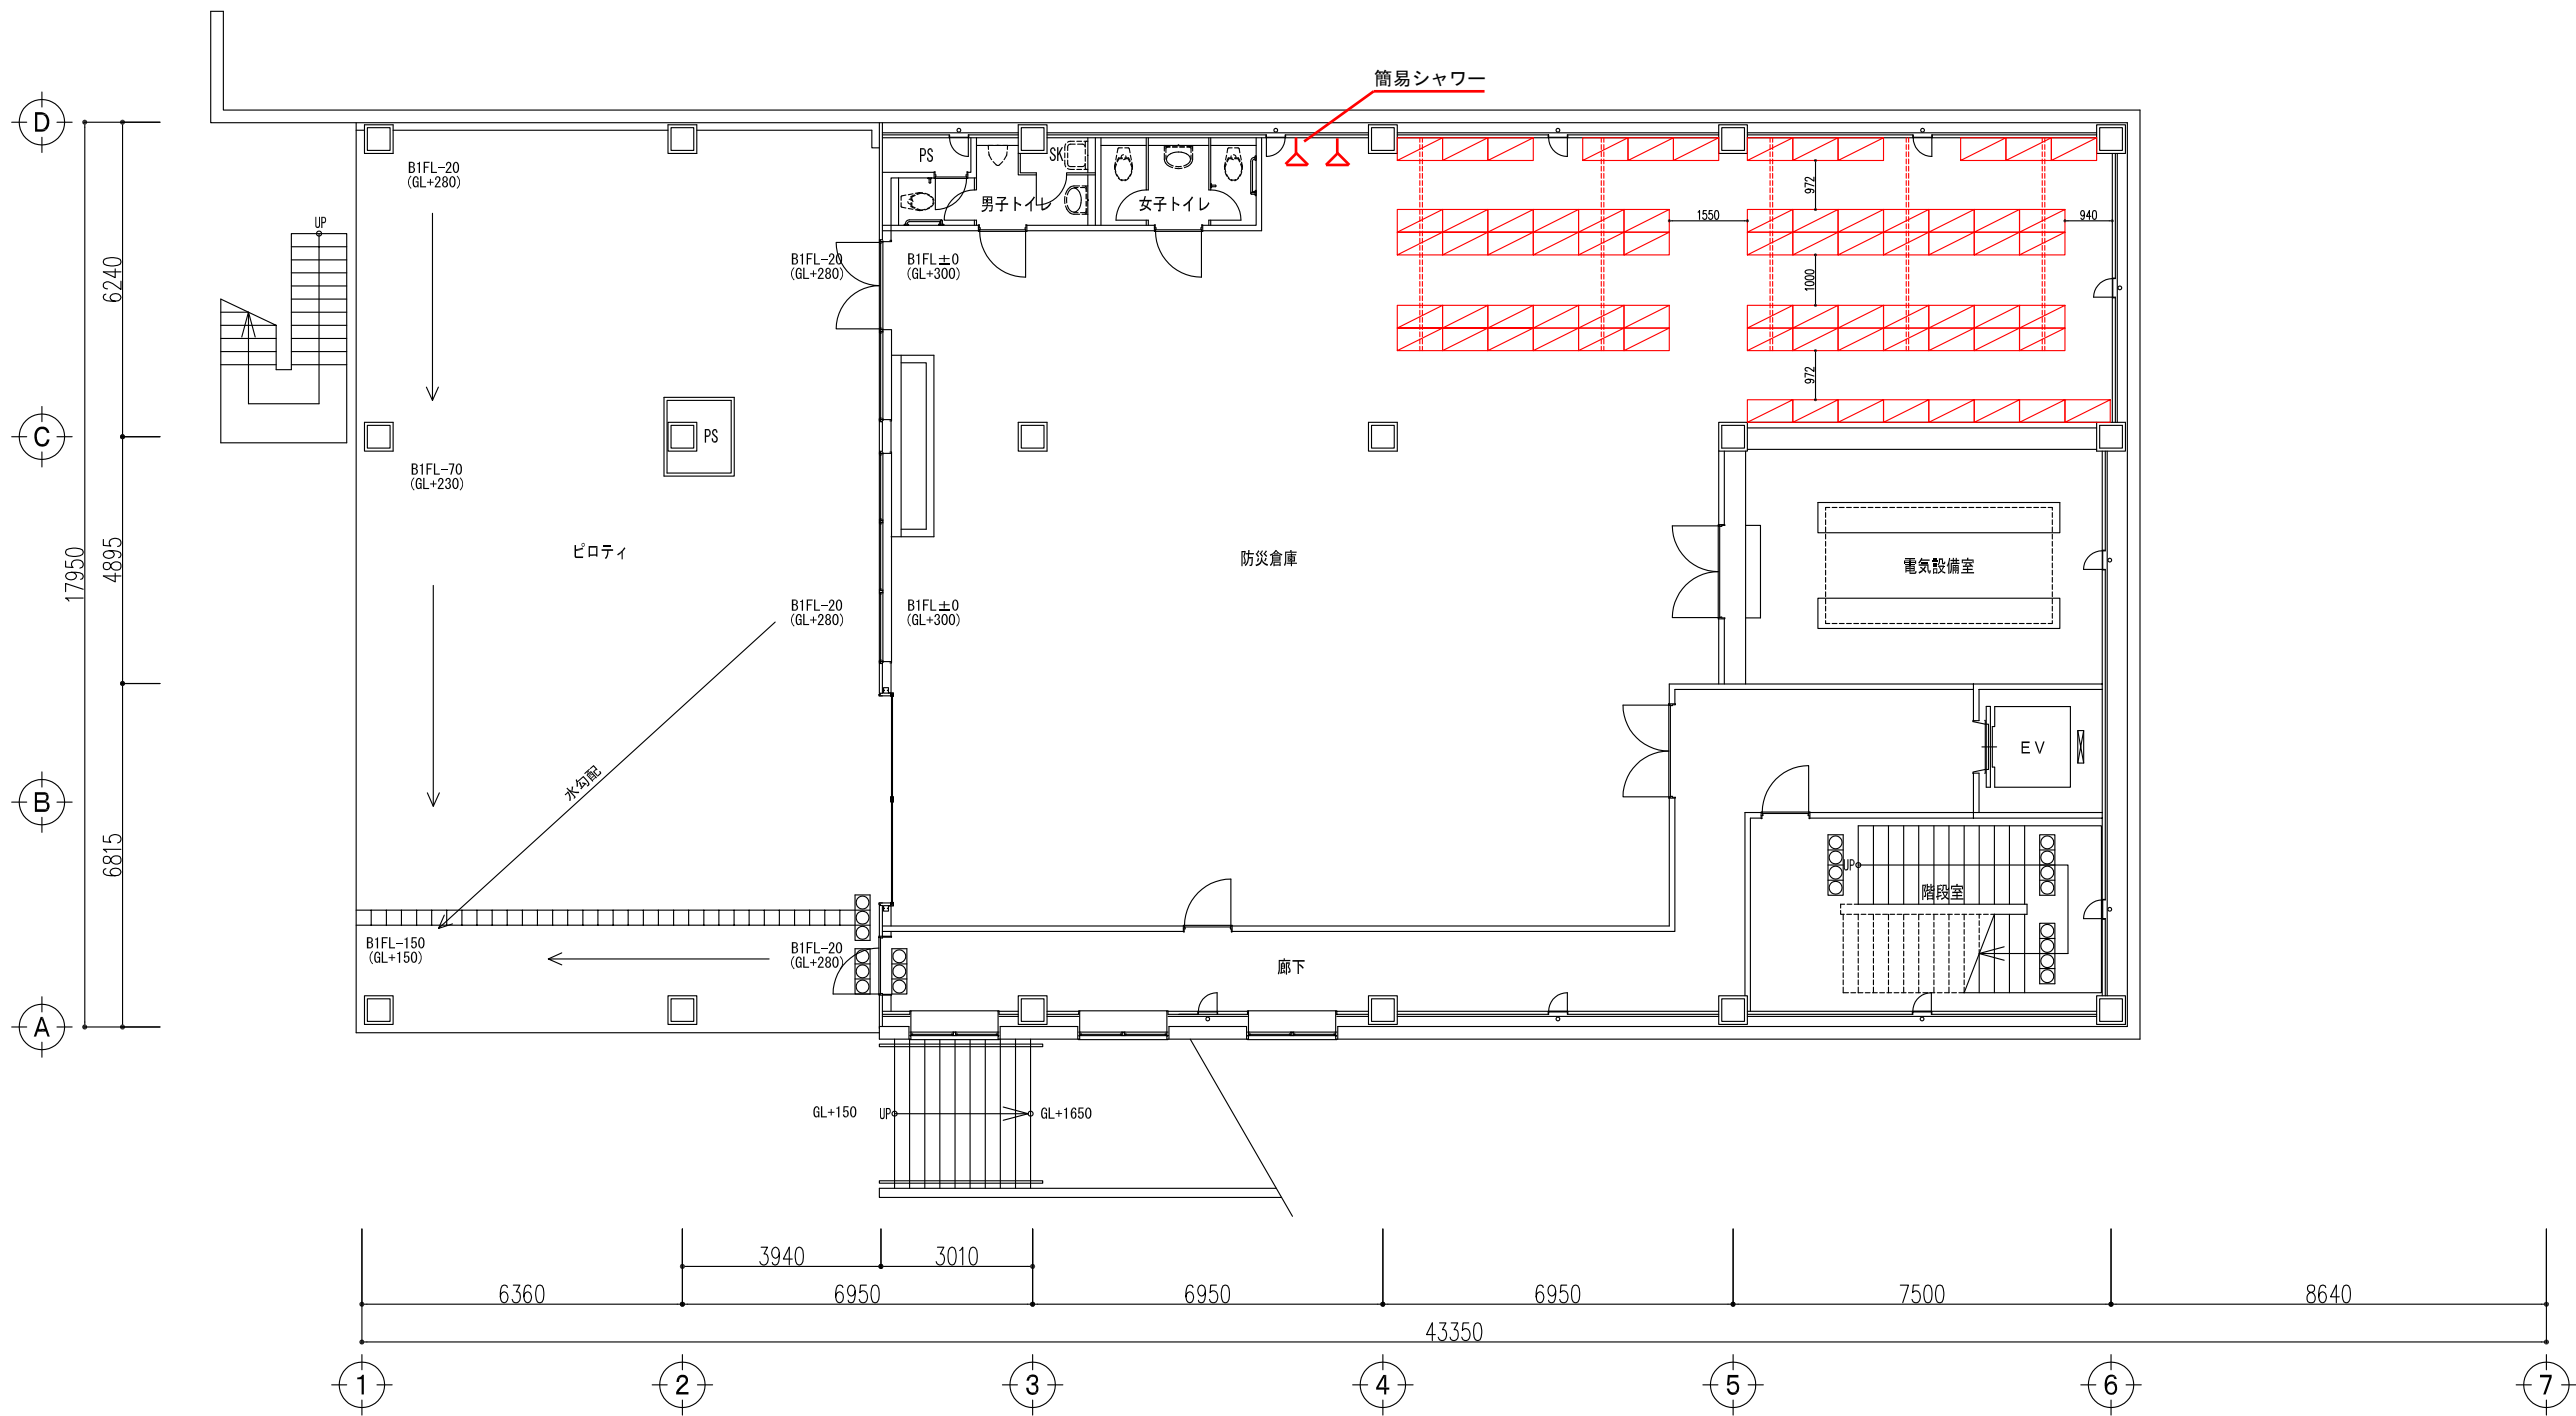 簡易シャワー
D
PS
SK
B1FL-20
(GL+280)
972
男子トイレ
女子トイレ
1550
940
UP
B1FL-20
(GL+280)
B1FL±0
(GL+300)
6240
1000
972
C
PS
B1FL-70
(GL+230)
ピロティ
防災倉庫
電気設備室
17950
4895
B1FL-20
(GL+280)
B1FL±0
(GL+300)
EV
水勾配
B
6815
UP
階段室
B1FL-150
(GL+150)
B1FL-20
(GL+280)
廊下
A
GL+150
UP
GL+1650
3940
3010
6360
6950
6950
6950
7500
8640
43350
1
2
3
4
5
6
7